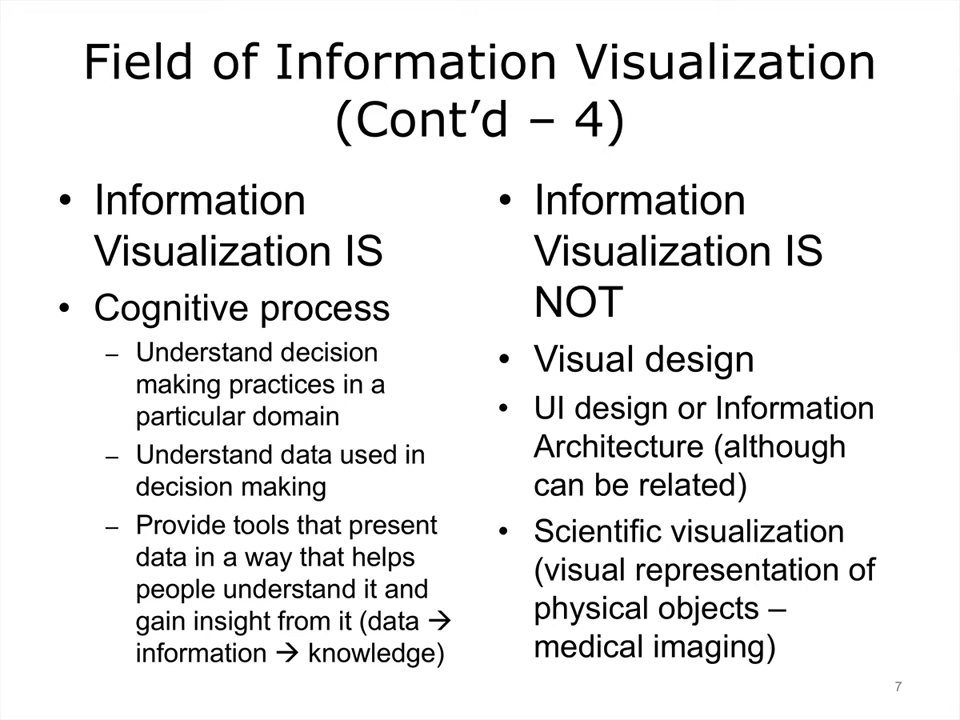 Field of Information Visualization
(Cont’d – 4)
• Information
Visualization IS
• Cognitive process
– Understand decision
making practices in a
particular domain
– Understand data used in
decision making
– Provide tools that present
data in a way that helps
people understand it and
gain insight from it (data →
information → knowledge)
• Information
Visualization IS
NOT
• Visual design
• UI design or Information
Architecture (although
can be related)
• Scientific visualization
(visual representation of
physical objects –
medical imaging)
7